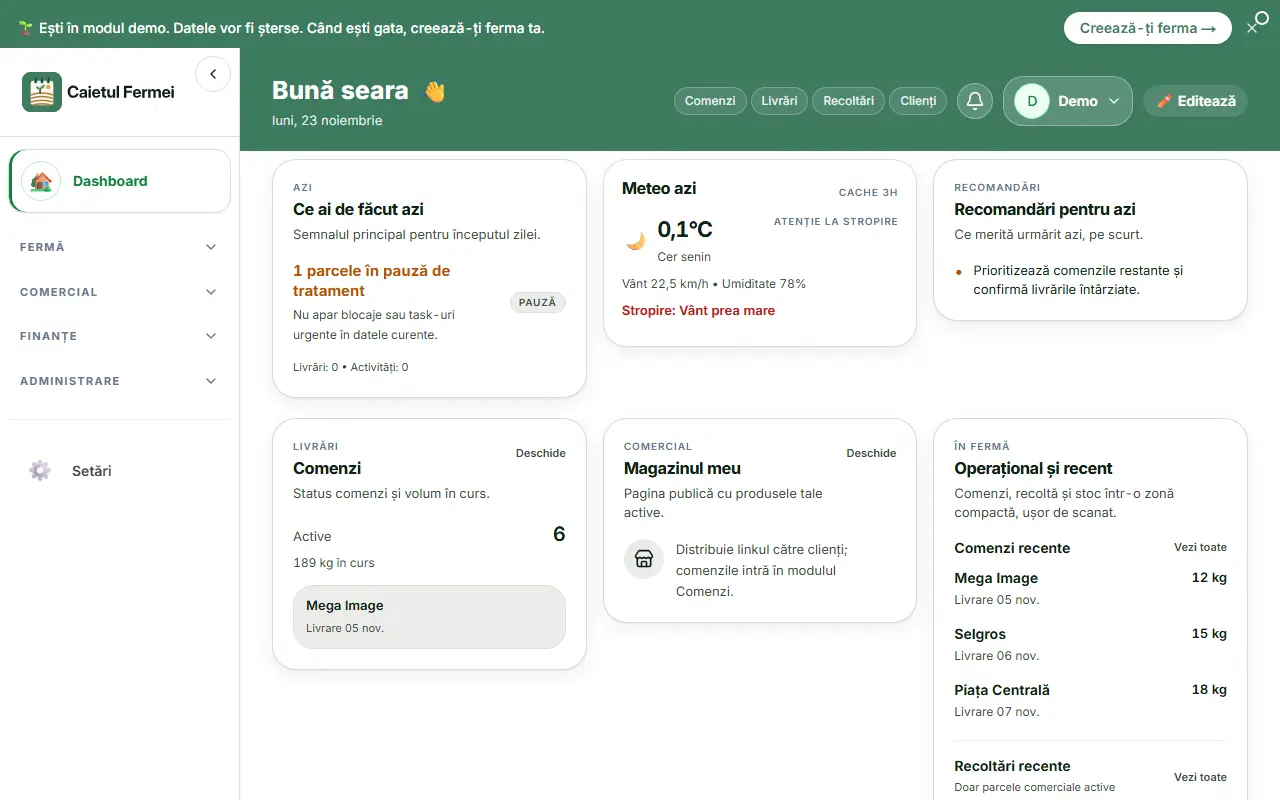 Ești în modul demo. Datele vor fi șterse. Când ești gata, creează-ți ferma ta.
Creează-ți ferma →
Caietul Fermei
Bună seara
luni, 23 noiembrie
Comenzi
Livrări
Recoltări
Clienți
D
Demo
Editează
Dashboard
FERMĂ
COMERCIAL
FINANȚE
ADMINISTRARE
Setări
AZI
Ce ai de făcut azi
Semnalul principal pentru începutul zilei.
1 parcele în pauză de
tratament
PAUZĂ
Nu apar blocaje sau task-uri
urgente în datele curente.
Livrări: 0 • Activități: 0
Meteo azi
CACHE 3H
ATENȚIE LA STROPIRE
0,1°C
Cer senin
Vânt 22,5 km/h • Umiditate 78%
Stropire: Vânt prea mare
RECOMANDĂRI
Recomandări pentru azi
Ce merită urmărit azi, pe scurt.
• Prioritizează comenzile restante și
confirmă livrările întârziate.
LIVRĂRI
Comenzi
Deschide
Status comenzi și volum în curs.
Active
6
189 kg în curs
Mega Image
Livrare 05 nov.
COMERCIAL
Magazinul meu
Deschide
Pagina publică cu produsele tale
active.
Distribuie linkul către clienți;
comenzile intră în modulul
Comenzi.
ÎN FERMĂ
Operațional și recent
Comenzi, recoltă și stoc într-o zonă
compactă, ușor de scanat.
Comenzi recente
Vezi toate
Mega Image
12 kg
Livrare 05 nov.
Selgros
15 kg
Livrare 06 nov.
Piața Centrală
18 kg
Livrare 07 nov.
Recoltări recente
Vezi toate
Doar parcele comerciale active